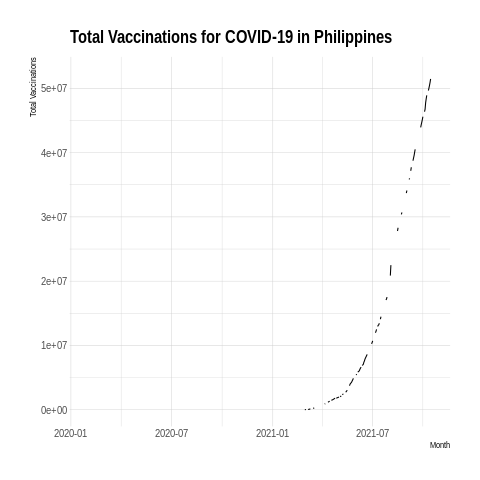 Total Vaccinations for COVID-19 in Philippines
Total Vaccinations
5e+07
4e+07
3e+07
2e+07
1e+07
0e+00
2020-01 2020-07 2021-01 2021-07
Month